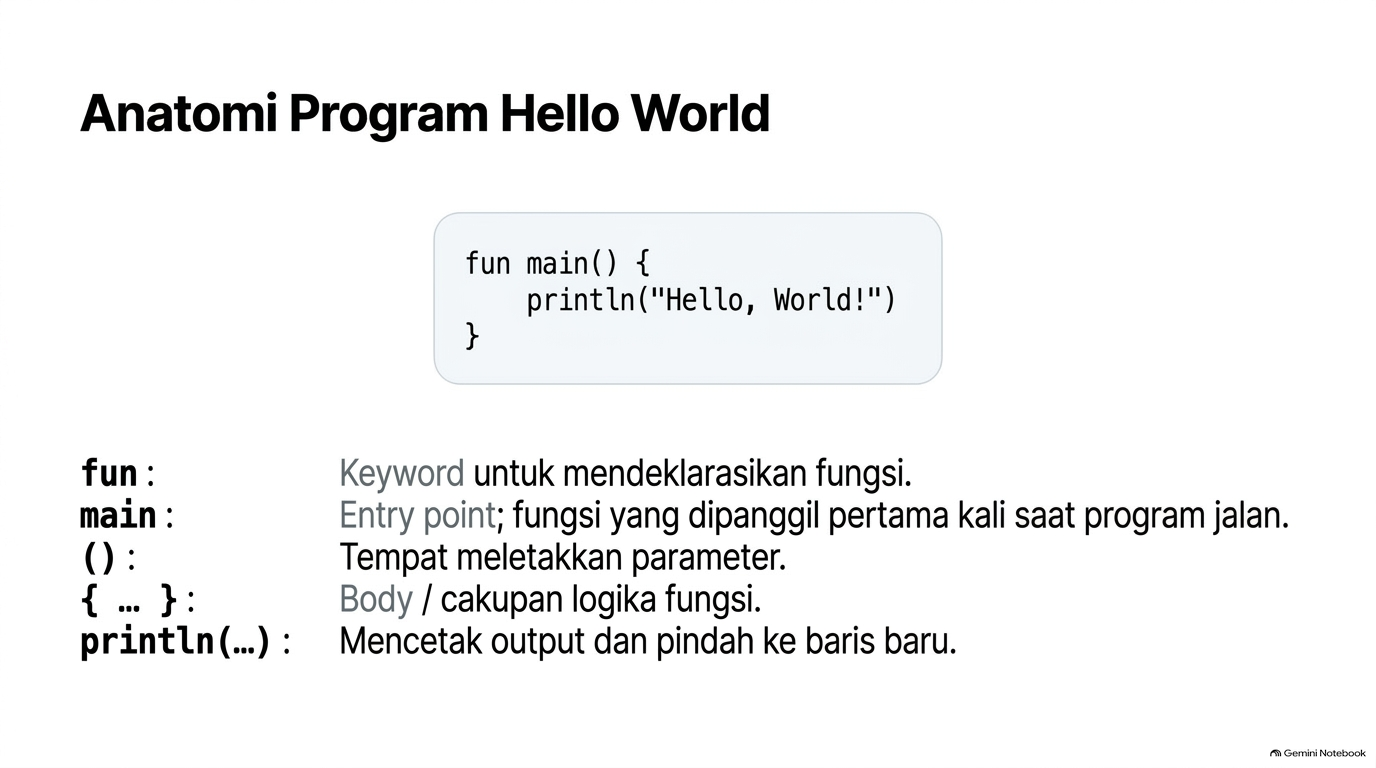 Anatomi Program Hello World
fun main() {
    println("Hello, World!")
}
fun : Keyword untuk mendeklarasikan fungsi.
main : Entry point; fungsi yang dipanggil pertama kali saat program jalan.
() : Tempat meletakkan parameter.
{ … } : Body / cakupan logika fungsi.
println(…) : Mencetak output dan pindah ke baris baru.
Gemini Notebook